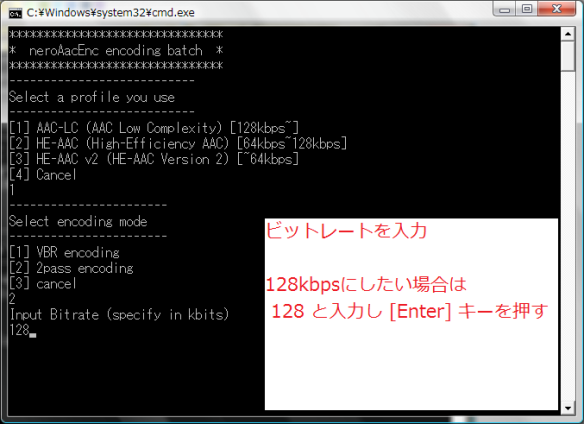 C:¥Windows¥system32¥cmd.exe
*******************************
*  neroAacEnc encoding batch  *
*******************************
---------------------------
Select a profile you use
---------------------------
[1] AAC-LC (AAC Low Complexity) [128kbps~]
[2] HE-AAC (High-Efficiency AAC) [64kbps~128kbps]
[3] HE-AAC v2 (HE-AAC Version 2) [~64kbps]
[4] Cancel
1
-----------------------
Select encoding mode
-----------------------
[1] VBR encoding
[2] 2pass encoding
[3] cancel
2
Input Bitrate (specify in kbits)
128_
ビットレートを入力
128kbpsにしたい場合は
128 と入力し [Enter] キーを押す